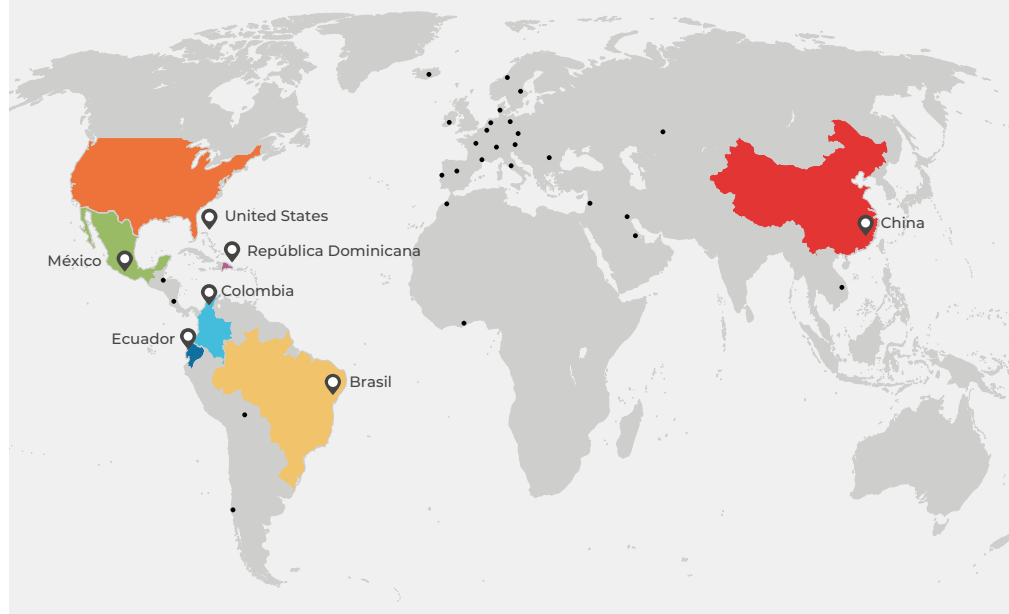 United States
República Dominicana
México
China
Colombia
Ecuador
Brasil